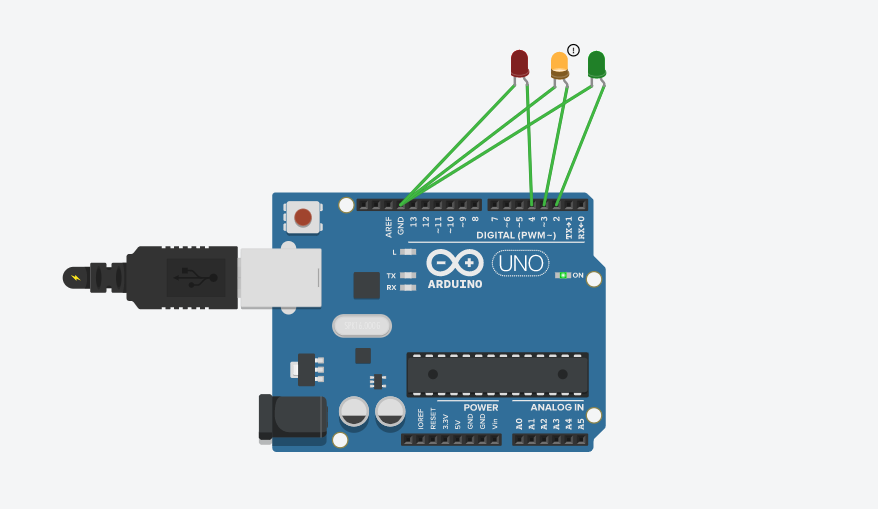 !
AREF
GND
13
12
~11
~10
~9
8
7
~6
~5
4
~3
2
TX→1
RX←0
DIGITAL (PWM~)
L
TX
RX
UNO
ARDUINO
ON
POWER
ANALOG IN
IOREF
RESET
3.3V
5V
GND
GND
Vin
A0
A1
A2
A3
A4
A5